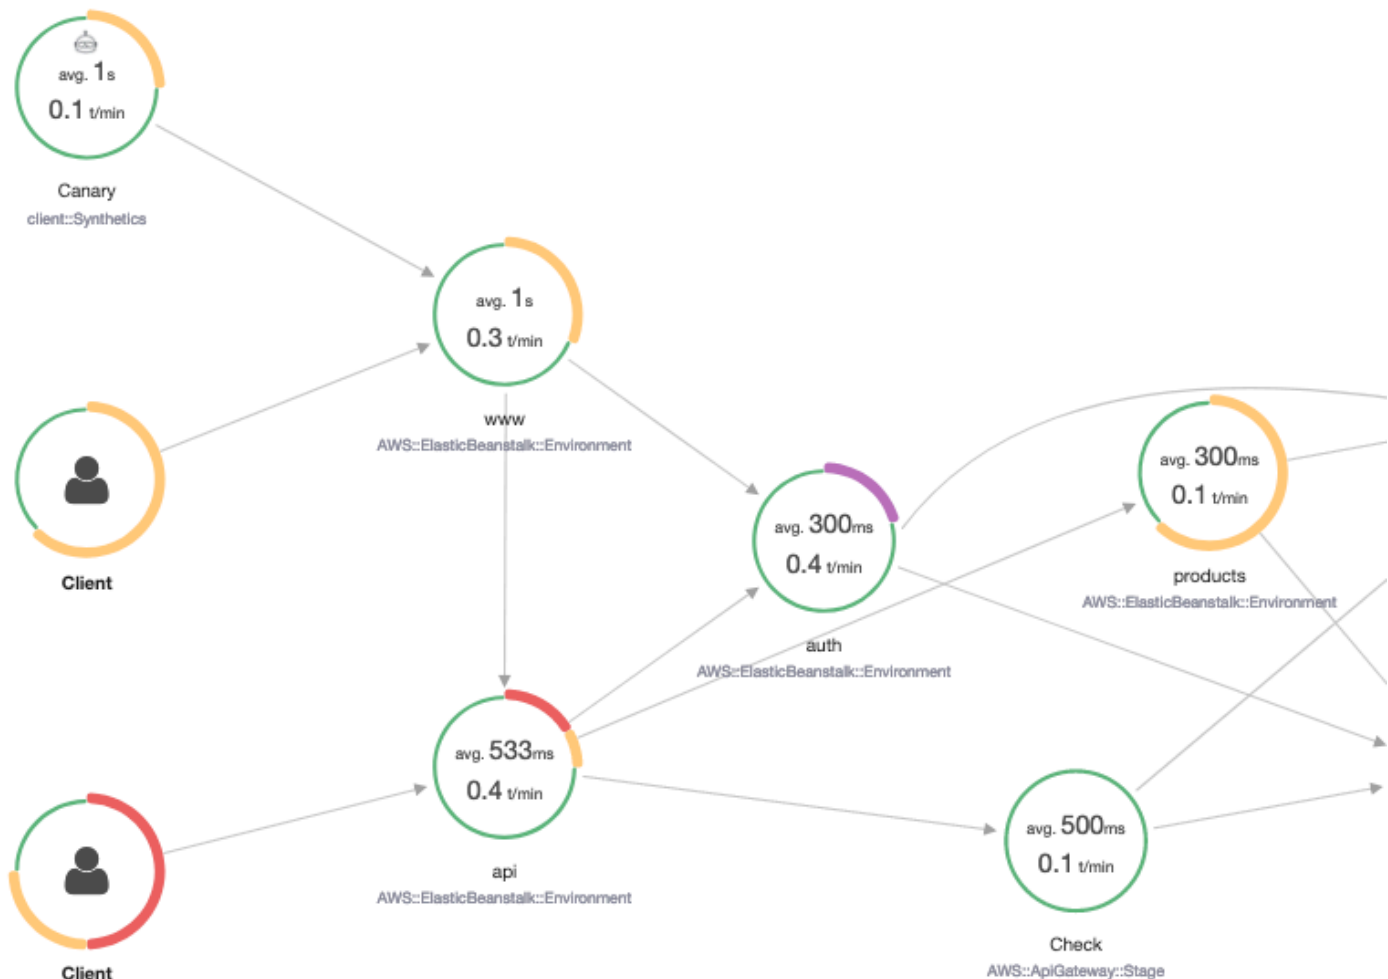 avg. 1s
0.1 t/min
Canary
client::Synthetics
avg. 1s
0.3 t/min
www
AWS::ElasticBeanstalk::Environment
Client
avg. 300ms
0.4 t/min
auth
AWS::ElasticBeanstalk::Environment
avg. 300ms
0.1 t/min
products
AWS::ElasticBeanstalk::Environment
avg. 533ms
0.4 t/min
api
AWS::ElasticBeanstalk::Environment
avg. 500ms
0.1 t/min
Check
AWS::ApiGateway::Stage
Client